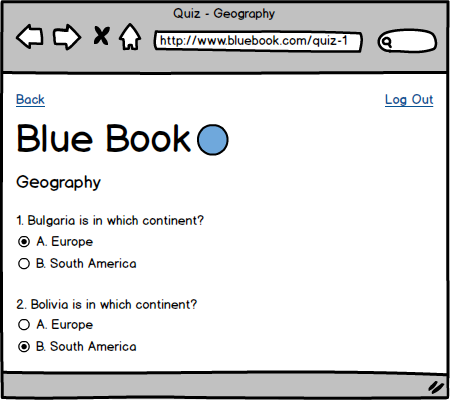 Quiz - Geography
http://www.bluebook.com/quiz-1
Back
Log Out
Blue Book
Geography
1. Bulgaria is in which continent?
A. Europe
B. South America
2. Bolivia is in which continent?
A. Europe
B. South America